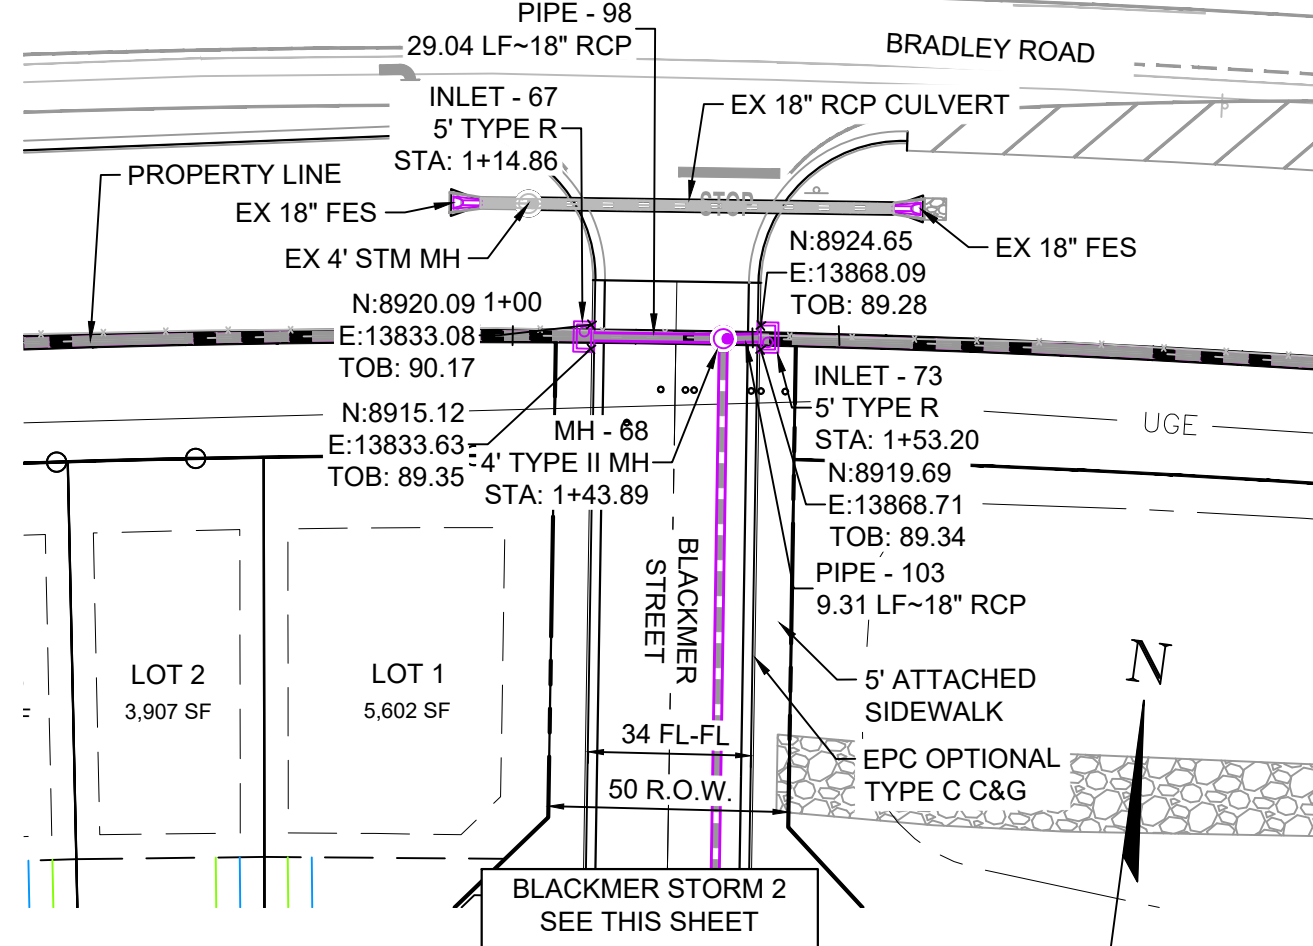 PIPE - 98
29.04 LF~18" RCP
BRADLEY ROAD
INLET - 67
5' TYPE R
STA: 1+14.86
EX 18" RCP CULVERT
PROPERTY LINE
STOP
EX 18" FES
EX 4' STM MH
N:8924.65
E:13868.09
TOB: 89.28
EX 18" FES
N:8920.09
E:13833.08
TOB: 90.17
1+00
N:8915.12
E:13833.63
TOB: 89.35
MH - 68
4' TYPE II MH
STA: 1+43.89
INLET - 73
5' TYPE R
STA: 1+53.20
UGE
N:8919.69
E:13868.71
TOB: 89.34
PIPE - 103
9.31 LF~18" RCP
BLACKMER
STREET
LOT 2
3,907 SF
LOT 1
5,602 SF
F
N
5' ATTACHED
SIDEWALK
34 FL-FL
EPC OPTIONAL
TYPE C C&G
50 R.O.W.
BLACKMER STORM 2
SEE THIS SHEET